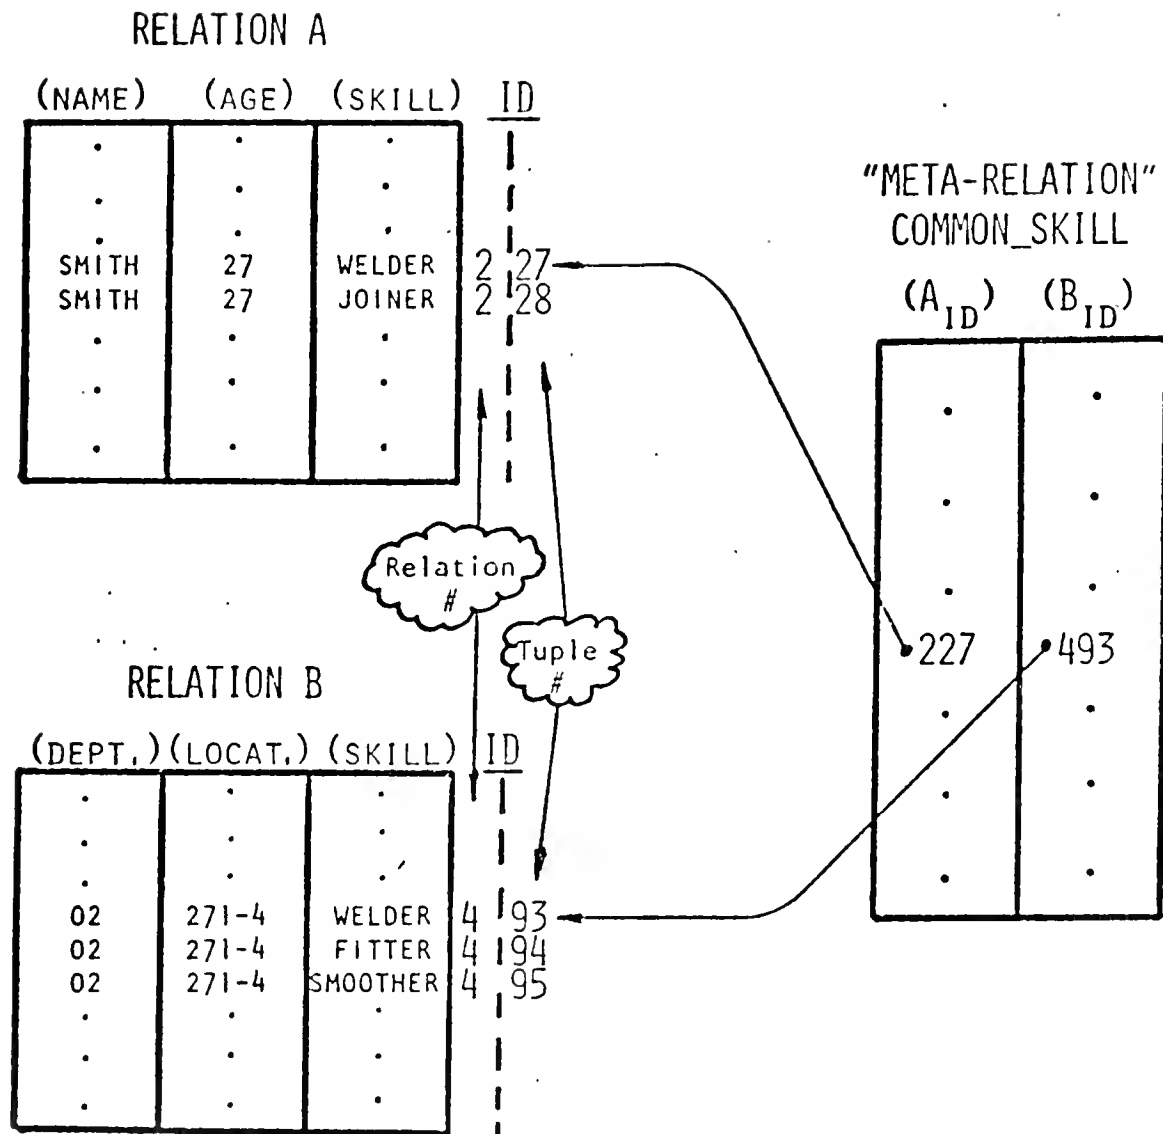 RELATION A
(NAME) (AGE) (SKILL) ID
SMITH 27 WELDER 2 27
SMITH 27 JOINER 2 28
"META-RELATION"
COMMON_SKILL
(A_ID) (B_ID)
227 493
Relation
#
Tuple
#
RELATION B
(DEPT.) (LOCAT.) (SKILL) ID
02 271-4 WELDER 4 93
02 271-4 FITTER 4 94
02 271-4 SMOOTHER 4 95